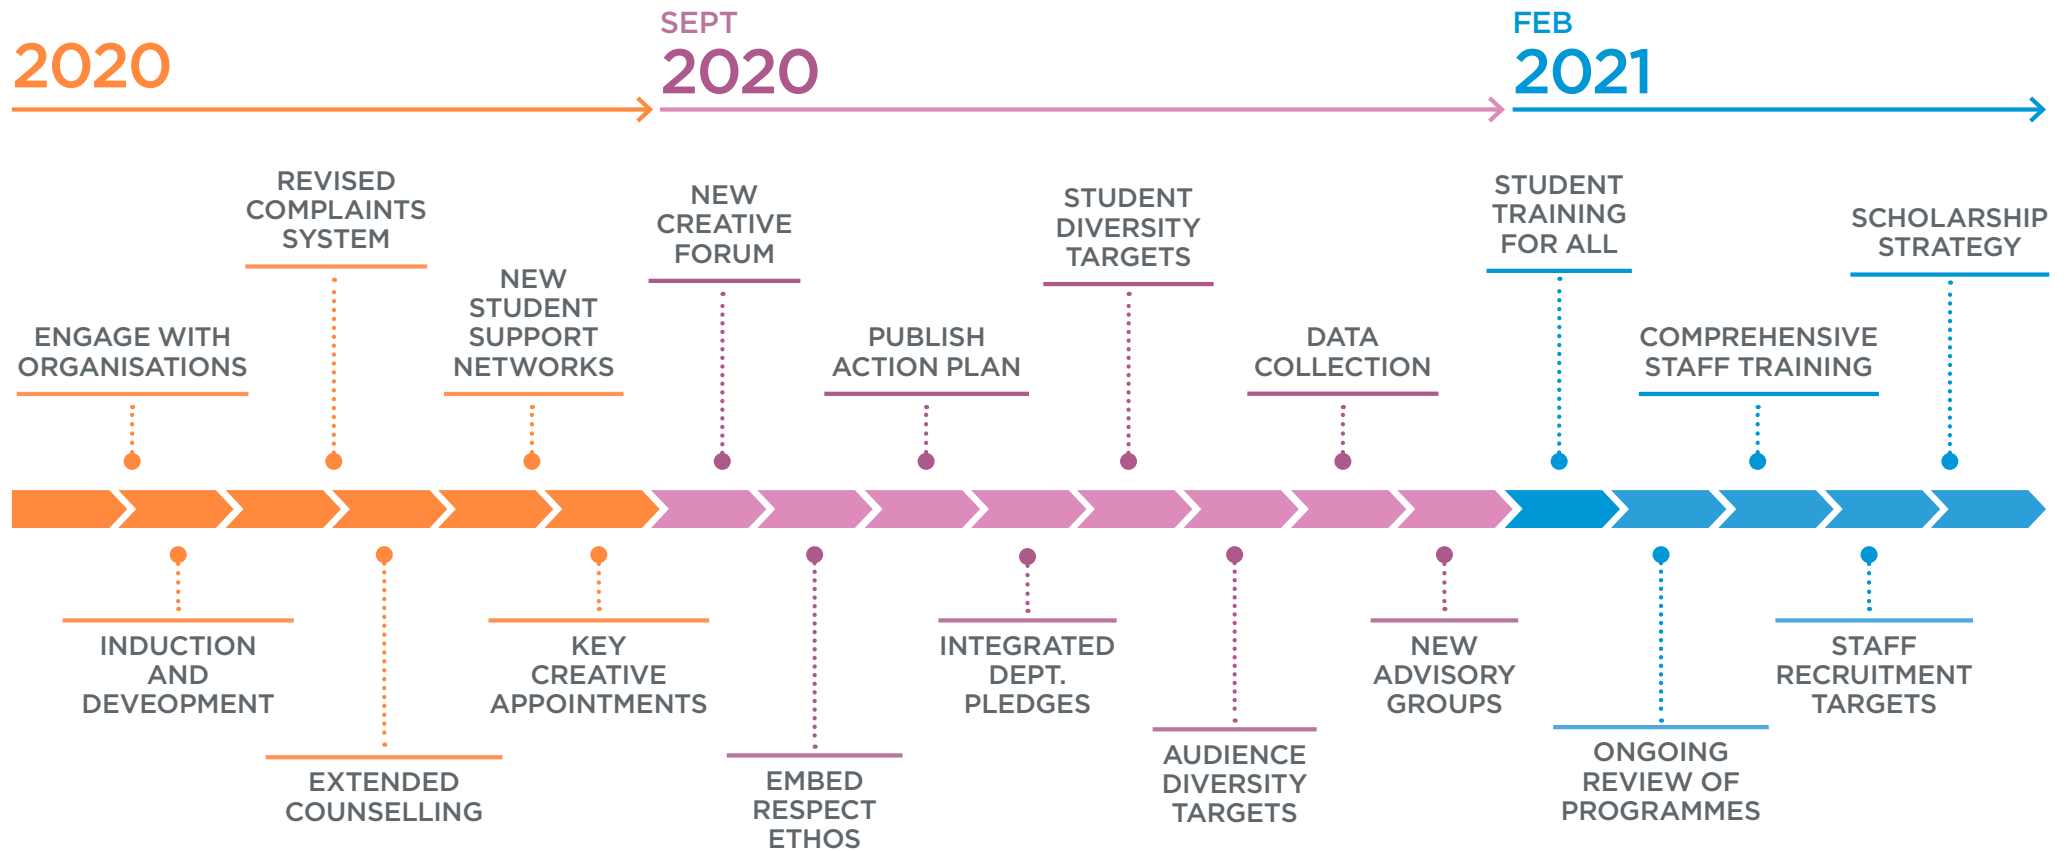 2020
SEPT
2020
FEB
2021
ENGAGE WITH
ORGANISATIONS
REVISED
COMPLAINTS
SYSTEM
NEW
STUDENT
SUPPORT
NETWORKS
NEW
CREATIVE
FORUM
PUBLISH
ACTION PLAN
STUDENT
DIVERSITY
TARGETS
DATA
COLLECTION
STUDENT
TRAINING
FOR ALL
COMPREHENSIVE
STAFF TRAINING
SCHOLARSHIP
STRATEGY
INDUCTION
AND
DEVEOPMENT
EXTENDED
COUNSELLING
KEY
CREATIVE
APPOINTMENTS
EMBED
RESPECT
ETHOS
INTEGRATED
DEPT.
PLEDGES
AUDIENCE
DIVERSITY
TARGETS
NEW
ADVISORY
GROUPS
ONGOING
REVIEW OF
PROGRAMMES
STAFF
RECRUITMENT
TARGETS